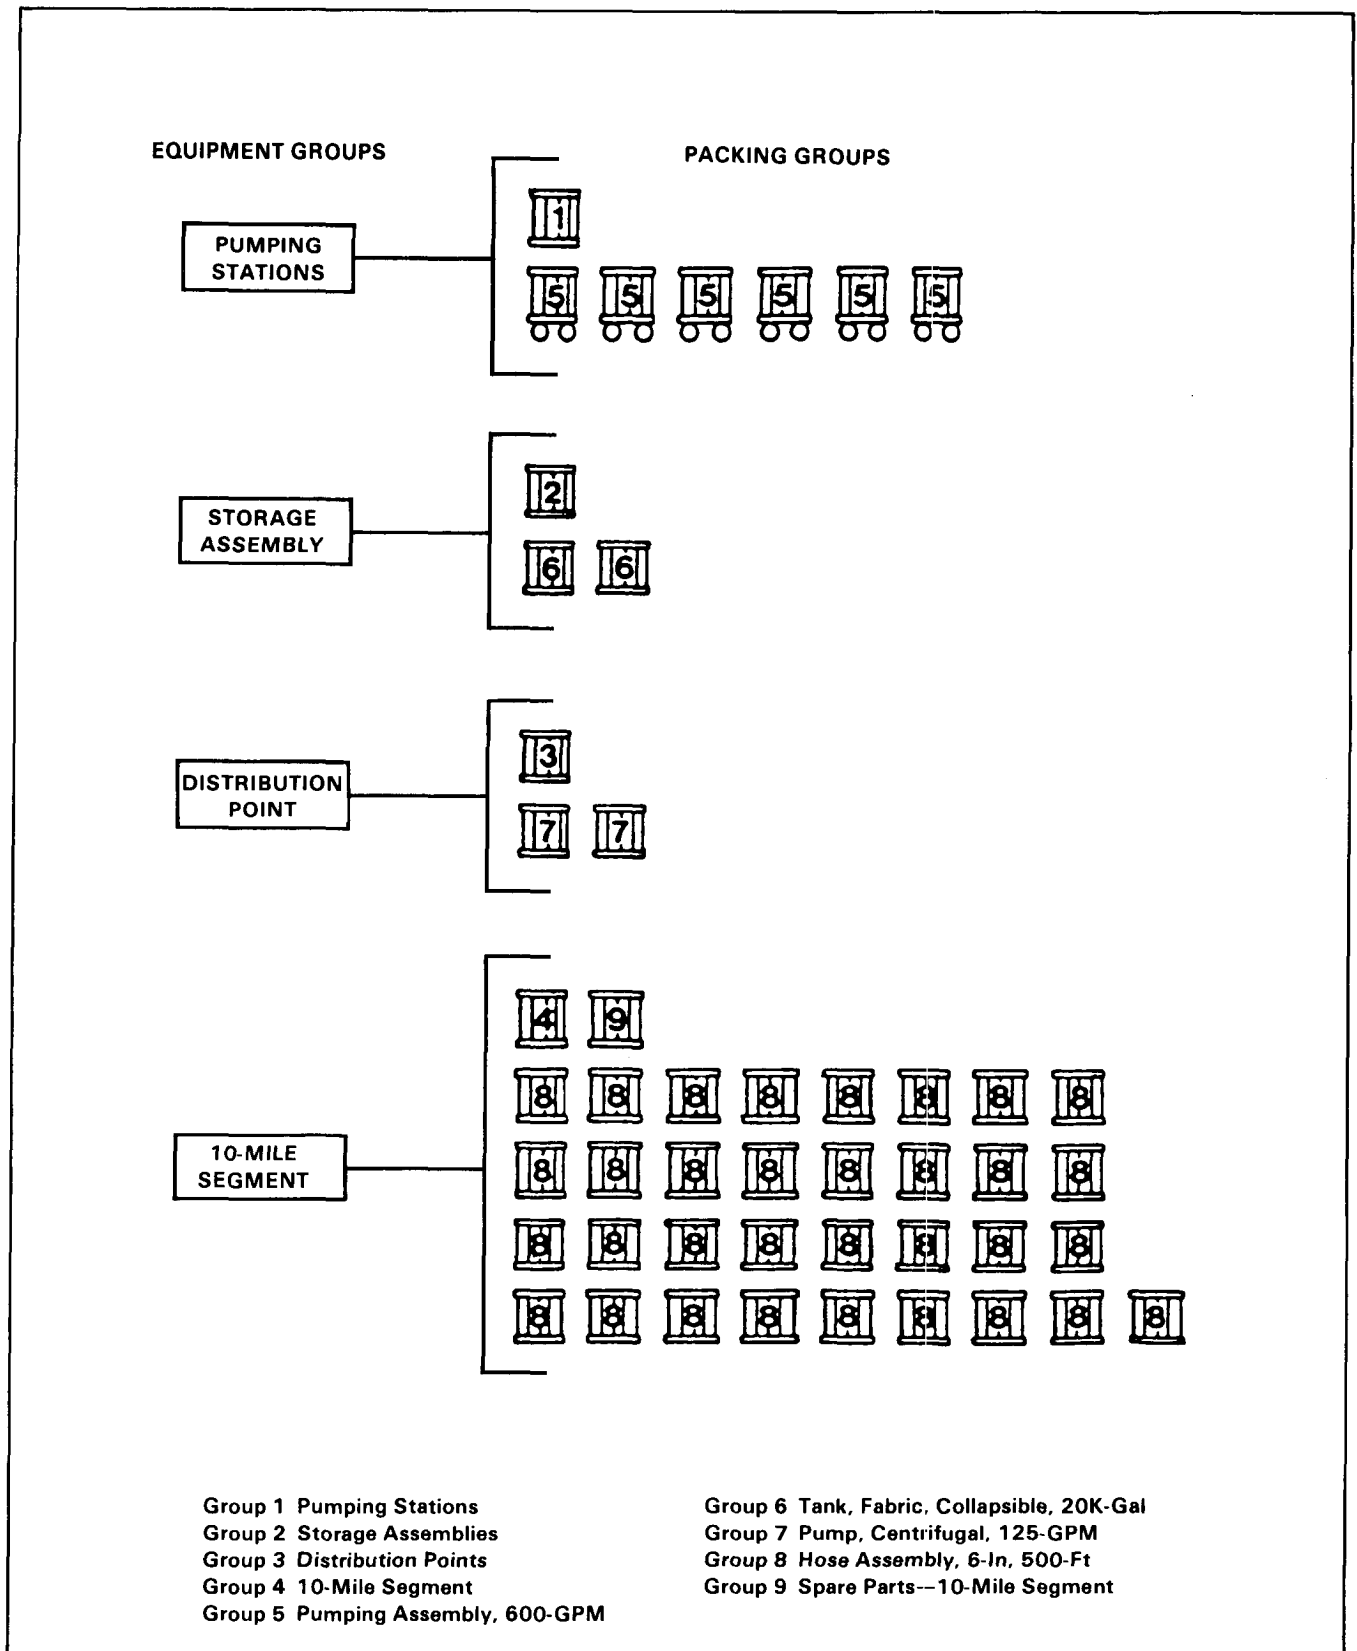 EQUIPMENT GROUPS
PACKING GROUPS
PUMPING
STATIONS
1
5 5 5 5 5 5
STORAGE
ASSEMBLY
2
6 6
DISTRIBUTION
POINT
3
7 7
10-MILE
SEGMENT
4 9
8 8 8 8 8 8 8 8
8 8 8 8 8 8 8 8
8 8 8 8 8 8 8 8
8 8 8 8 8 8 8 8 8
Group 1 Pumping Stations
Group 2 Storage Assemblies
Group 3 Distribution Points
Group 4 10-Mile Segment
Group 5 Pumping Assembly, 600-GPM
Group 6 Tank, Fabric, Collapsible, 20K-Gal
Group 7 Pump, Centrifugal, 125-GPM
Group 8 Hose Assembly, 6-In, 500-Ft
Group 9 Spare Parts--10-Mile Segment